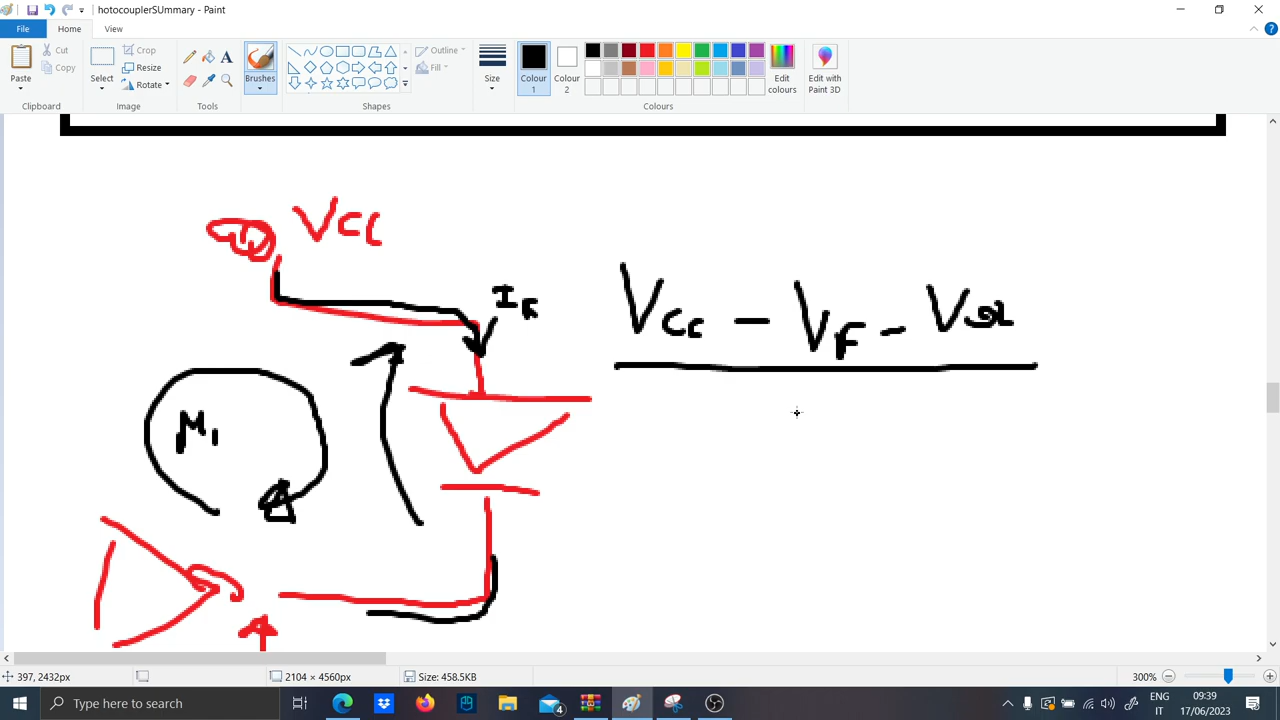 hotocouplerSUmmary - Paint
File
Home
View
Paste
Cut
Copy
Clipboard
Select
Crop
Resize
Rotate
Image
Tools
Brushes
Shapes
Outline
Fill
Size
Colour 1
Colour 2
Colours
Edit colours
Edit with Paint 3D
Vcc
IF
Vcc - VF -
M1
397, 2432px
2104 × 4560px
Size: 458.5KB
300%
Type here to search
4
ENG
IT
09:39
17/06/2023